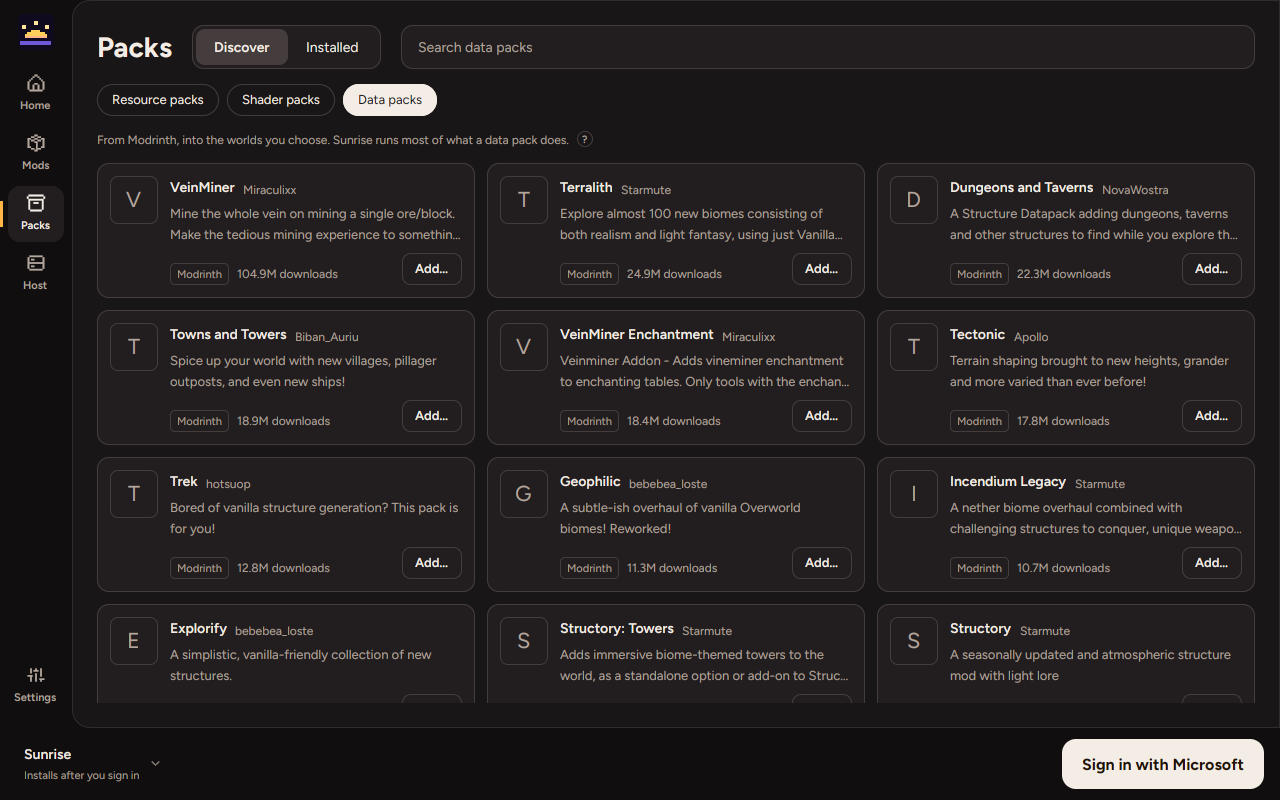 Packs
Discover
Installed
Search data packs
Home
Mods
Packs
Host
Settings
Resource packs
Shader packs
Data packs
From Modrinth, into the worlds you choose. Sunrise runs most of what a data pack does. ?
V
VeinMiner Miraculixx
Mine the whole vein on mining a single ore/block.
Make the tedious mining experience to somethin...
Modrinth 104.9M downloads Add...
T
Terralith Starmute
Explore almost 100 new biomes consisting of
both realism and light fantasy, using just Vanilla...
Modrinth 24.9M downloads Add...
D
Dungeons and Taverns NovaWostra
A Structure Datapack adding dungeons, taverns
and other structures to find while you explore th...
Modrinth 22.3M downloads Add...
T
Towns and Towers Biban_Auriu
Spice up your world with new villages, pillager
outposts, and even new ships!
Modrinth 18.9M downloads Add...
V
VeinMiner Enchantment Miraculixx
Veinminer Addon - Adds vineminer enchantment
to enchanting tables. Only tools with the enchan...
Modrinth 18.4M downloads Add...
T
Tectonic Apollo
Terrain shaping brought to new heights, grander
and more varied than ever before!
Modrinth 17.8M downloads Add...
T
Trek hotsuop
Bored of vanilla structure generation? This pack is
for you!
Modrinth 12.8M downloads Add...
G
Geophilic bebebea_loste
A subtle-ish overhaul of vanilla Overworld
biomes! Reworked!
Modrinth 11.3M downloads Add...
I
Incendium Legacy Starmute
A nether biome overhaul combined with
challenging structures to conquer, unique weapo...
Modrinth 10.7M downloads Add...
E
Explorify bebebea_loste
A simplistic, vanilla-friendly collection of new
structures.
S
Structory: Towers Starmute
Adds immersive biome-themed towers to the
world, as a standalone option or add-on to Struc...
S
Structory Starmute
A seasonally updated and atmospheric structure
mod with light lore
Sunrise
Installs after you sign in
Sign in with Microsoft